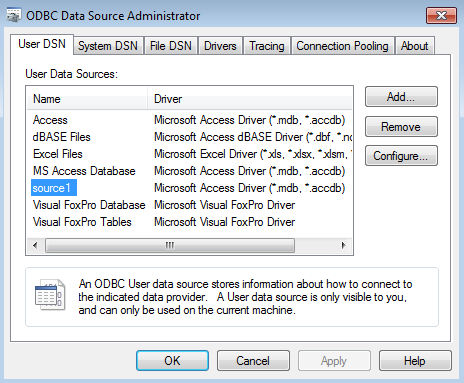 ODBC Data Source Administrator
User DSN System DSN File DSN Drivers Tracing Connection Pooling About
User Data Sources:
Name Driver
Access Microsoft Access Driver (*.mdb, *.accdb)
dBASE Files Microsoft Access dBASE Driver (*.dbf, *.n
Excel Files Microsoft Excel Driver (*.xls, *.xlsx, *.xlsm,
MS Access Database Microsoft Access Driver (*.mdb, *.accdb)
source1 Microsoft Access Driver (*.mdb, *.accdb)
Visual FoxPro Database Microsoft Visual FoxPro Driver
Visual FoxPro Tables Microsoft Visual FoxPro Driver
Add...
Remove
Configure...
An ODBC User data source stores information about how to connect
to the indicated data provider. A User data source is only visible to you,
and can only be used on the current machine.
OK Cancel Apply Help